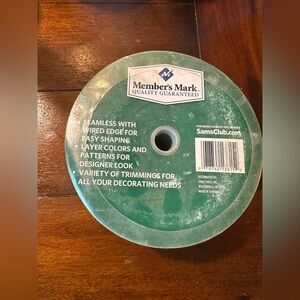 Member's Mark
QUALITY GUARANTEED
• SEAMLESS WITH
WIRED EDGE FOR
EASY SHAPING
• LAYER COLORS AND
PATTERNS FOR
DESIGNER LOOK
• VARIETY OF TRIMMINGS FOR
ALL YOUR DECORATING NEEDS
SamsClub.com